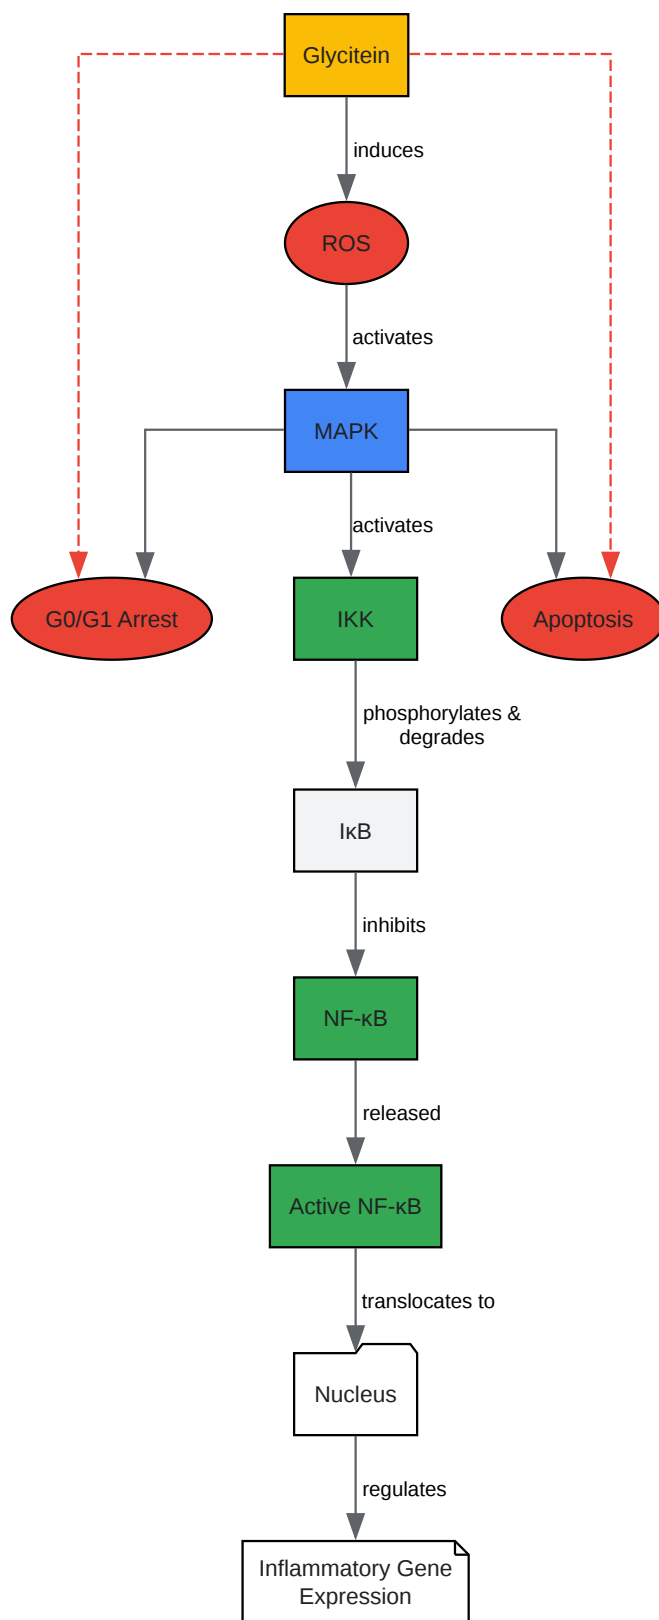 Glycitein
induces
ROS
activates
MAPK
activates
G0/G1 Arrest
IKK
Apoptosis
phosphorylates &
degrades
IκB
inhibits
NF-κB
released
Active NF-κB
translocates to
Nucleus
regulates
Inflammatory Gene
Expression